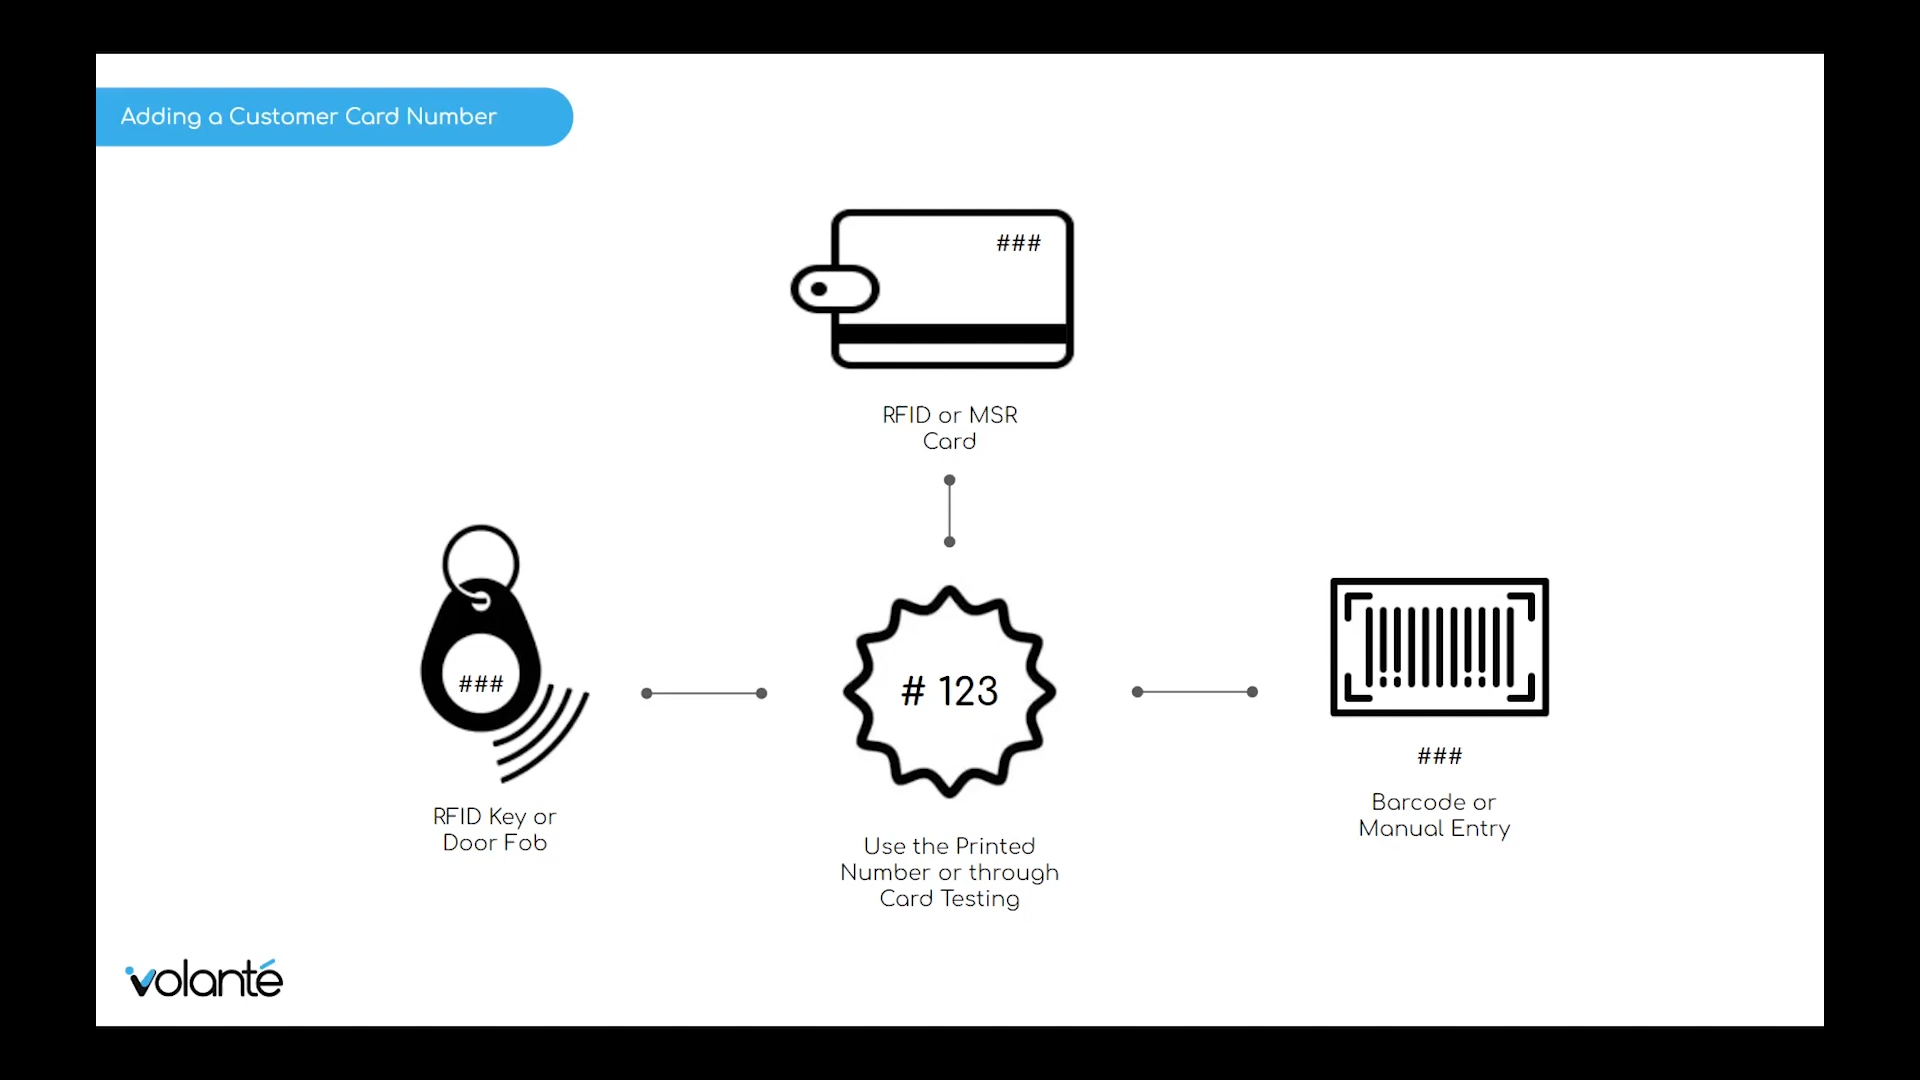 Adding a Customer Card Number
###
RFID or MSR
Card
###
RFID Key or
Door Fob
# 123
Use the Printed
Number or through
Card Testing
###
Barcode or
Manual Entry
volanté